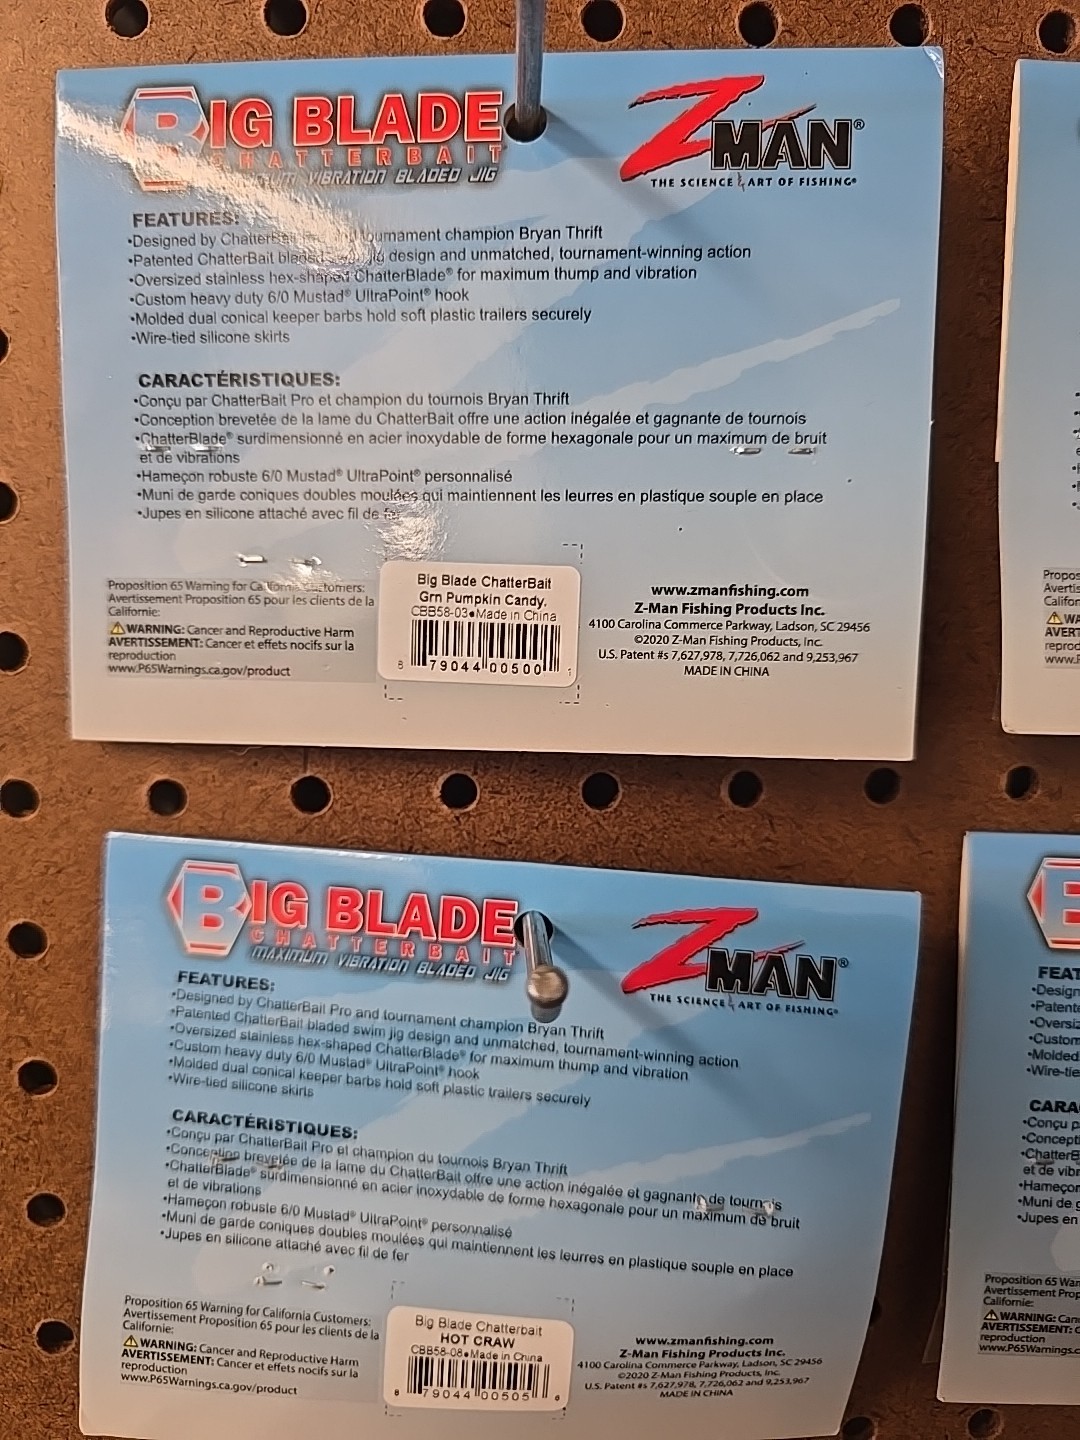 BIG BLADE
CHATTERBAIT
VIBRATION BLADED JIG
ZMAN®
THE SCIENCE & ART OF FISHING®
FEATURES:
•Designed by tournament champion Bryan Thrift
•Patented ChatterBait jig design and unmatched, tournament-winning action
•Oversized stainless hex-shaped ChatterBlade® for maximum thump and vibration
•Custom heavy duty 6/0 Mustad® UltraPoint® hook
•Molded dual conical keeper barbs hold soft plastic trailers securely
•Wire-tied silicone skirts
CARACTÉRISTIQUES:
•Conçu par ChatterBait Pro et champion du tournois Bryan Thrift
•Conception brevetée de la lame du ChatterBait offre une action inégalée et gagnante de tournois
•ChatterBlade® surdimensionné en acier inoxydable de forme hexagonale pour un maximum de bruit
et de vibrations
•Hameçon robuste 6/0 Mustad® UltraPoint® personnalisé
•Muni de garde coniques doubles moulées qui maintiennent les leurres en plastique souple en place
•Jupes en silicone attaché avec fil de fer
Proposition 65 Warning for California Customers:
Avertissement Proposition 65 pour les clients de la
Californie:
WARNING: Cancer and Reproductive Harm
AVERTISSEMENT: Cancer et effets nocifs sur la
reproduction
www.P65Warnings.ca.gov/product
Big Blade ChatterBait
Grn Pumpkin Candy.
CBB58-03•Made in China
8 79044 00500 1
www.zmanfishing.com
Z-Man Fishing Products Inc.
4100 Carolina Commerce Parkway, Ladson, SC 29456
©2020 Z-Man Fishing Products, Inc.
U.S. Patent #s 7,627,978, 7,726,062 and 9,253,967
MADE IN CHINA
BIG BLADE
CHATTERBAIT
MAXIMUM VIBRATION BLADED JIG
ZMAN®
THE SCIENCE & ART OF FISHING®
FEATURES:
•Designed by ChatterBait Pro and tournament champion Bryan Thrift
•Patented ChatterBait bladed swim jig design and unmatched, tournament-winning action
•Oversized stainless hex-shaped ChatterBlade® for maximum thump and vibration
•Custom heavy duty 6/0 Mustad® UltraPoint® hook
•Molded dual conical keeper barbs hold soft plastic trailers securely
•Wire-tied silicone skirts
CARACTÉRISTIQUES:
•Conçu par ChatterBait Pro et champion du tournois Bryan Thrift
•Conception brevetée de la lame du ChatterBait offre une action inégalée et gagnante de tournois
•ChatterBlade® surdimensionné en acier inoxydable de forme hexagonale pour un maximum de bruit
et de vibrations
•Hameçon robuste 6/0 Mustad® UltraPoint® personnalisé
•Muni de garde coniques doubles moulées qui maintiennent les leurres en plastique souple en place
•Jupes en silicone attaché avec fil de fer
Proposition 65 Warning for California Customers:
Avertissement Proposition 65 pour les clients de la
Californie:
WARNING: Cancer and Reproductive Harm
AVERTISSEMENT: Cancer et effets nocifs sur la
reproduction
www.P65Warnings.ca.gov/product
Big Blade Chatterbait
HOT CRAW
CBB58-08•Made in China
8 79044 00505 6
www.zmanfishing.com
Z-Man Fishing Products Inc.
4100 Carolina Commerce Parkway, Ladson, SC 29456
©2020 Z-Man Fishing Products, Inc.
U.S. Patent #s 7,627,978, 7,726,062 and 9,253,967
MADE IN CHINA